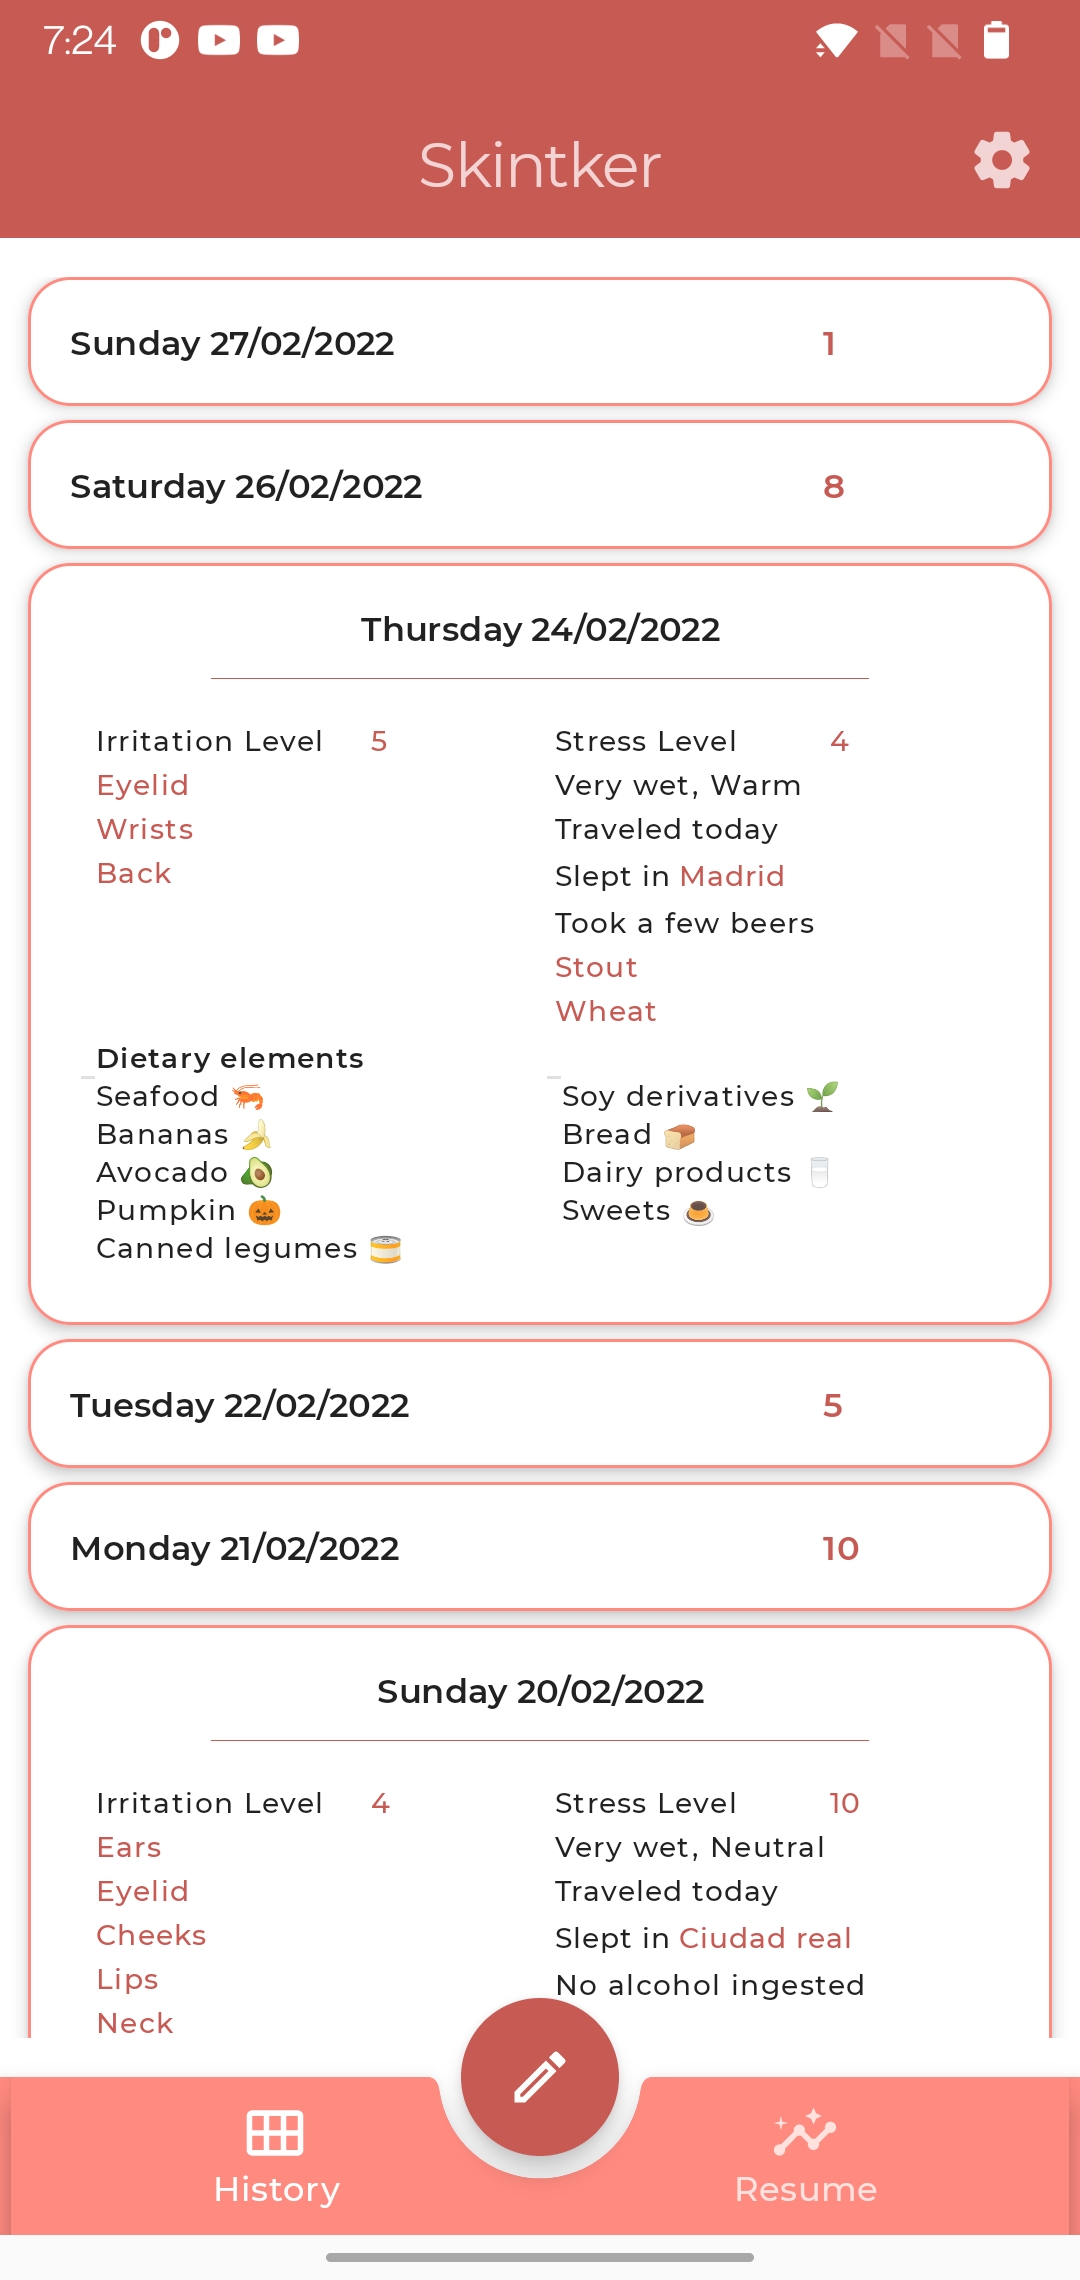 7:24
Skintker
Sunday 27/02/2022 1
Saturday 26/02/2022 8
Thursday 24/02/2022
Irritation Level 5
Eyelid
Wrists
Back
Stress Level 4
Very wet, Warm
Traveled today
Slept in Madrid
Took a few beers
Stout
Wheat
Dietary elements
Seafood 🦐
Bananas 🍌
Avocado 🥑
Pumpkin 🎃
Canned legumes 🥫
Soy derivatives 🌱
Bread 🍞
Dairy products 🥛
Sweets 🍮
Tuesday 22/02/2022 5
Monday 21/02/2022 10
Sunday 20/02/2022
Irritation Level 4
Ears
Eyelid
Cheeks
Lips
Neck
Stress Level 10
Very wet, Neutral
Traveled today
Slept in Ciudad real
No alcohol ingested
History
Resume